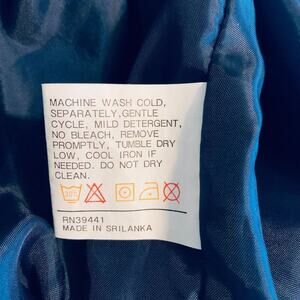 MACHINE WASH COLD,
SEPARATELY,GENTLE
CYCLE, MILD DETERGENT,
NO BLEACH, REMOVE
PROMPTLY, TUMBLE DRY
LOW, COOL IRON IF
NEEDED. DO NOT DRY
CLEAN.
30°
RN39441
MADE IN SRILANKA